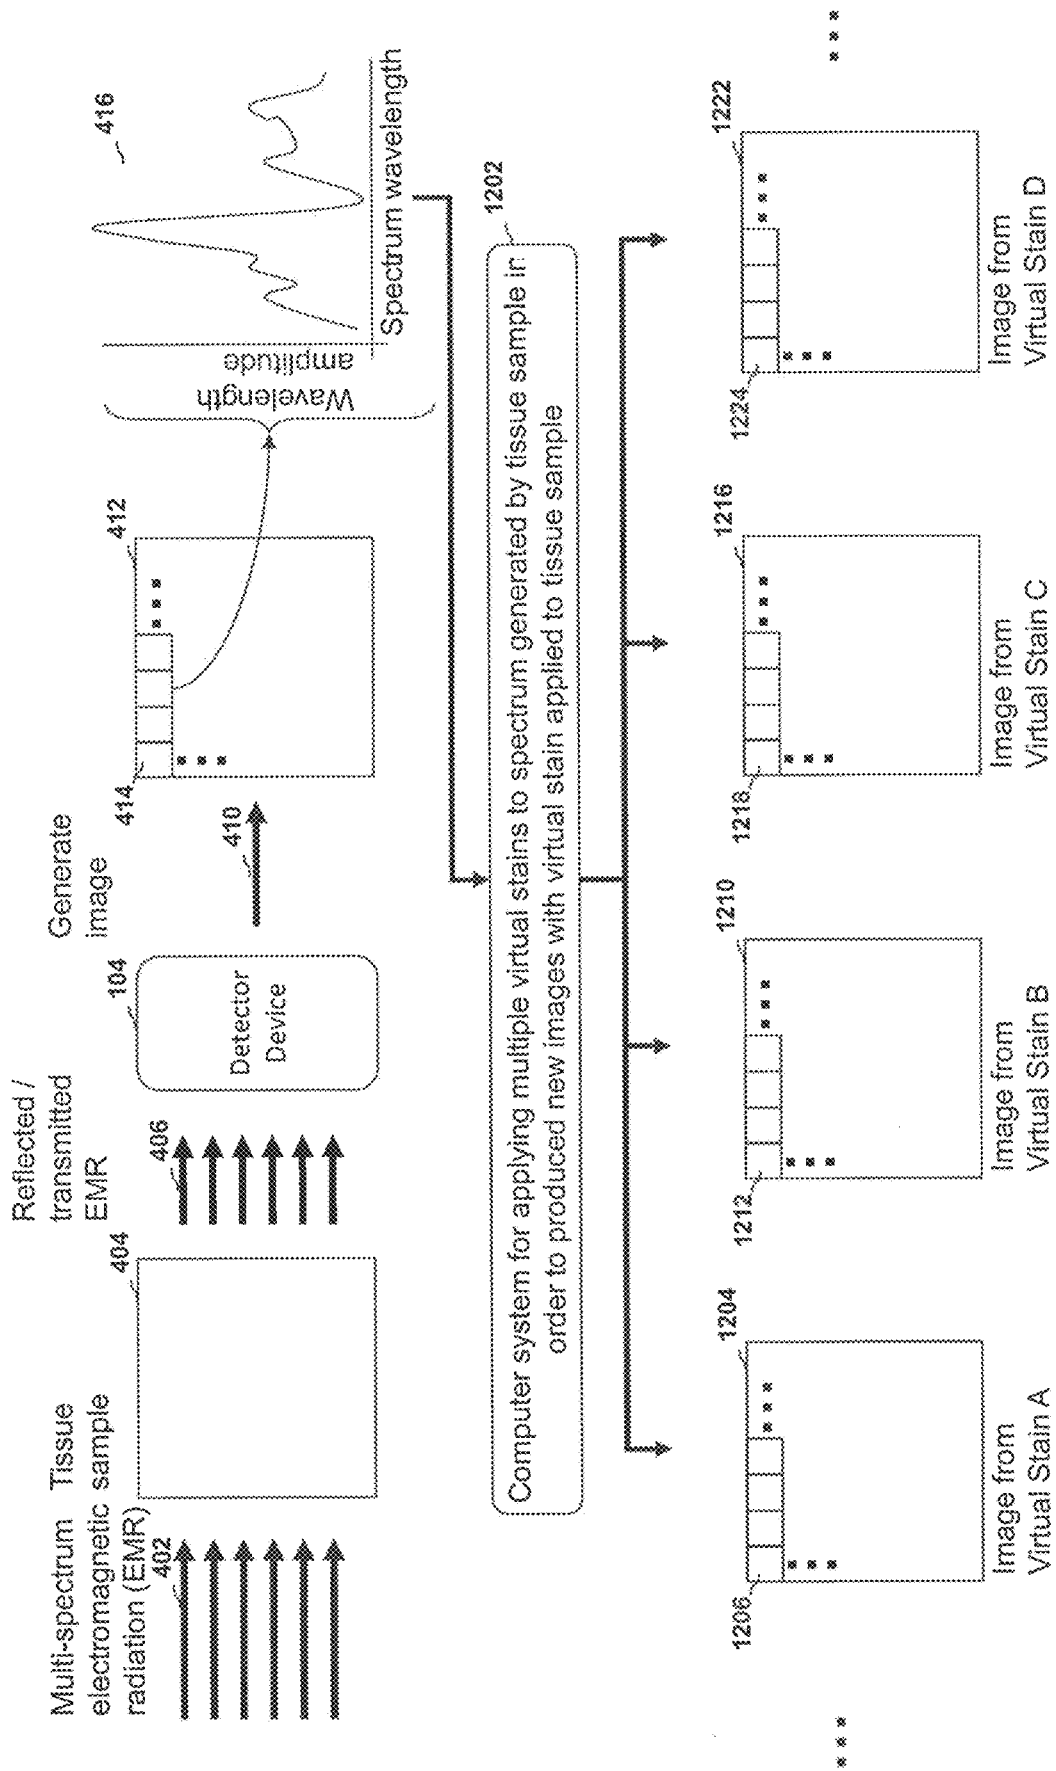 Multi-spectrum
electromagnetic
radiation (EMR)
402
Tissue
sample
404
Reflected /
transmitted
EMR
406
104
Detector
Device
Generate
image
410
412
414
416
Wavelength
amplitude
Spectrum wavelength
1202
Computer system for applying multiple virtual stains to spectrum generated by tissue sample in
order to produced new images with virtual stain applied to tissue sample
1204
1206
Image from
Virtual Stain A
1210
1212
Image from
Virtual Stain B
1216
1218
Image from
Virtual Stain C
1222
1224
Image from
Virtual Stain D